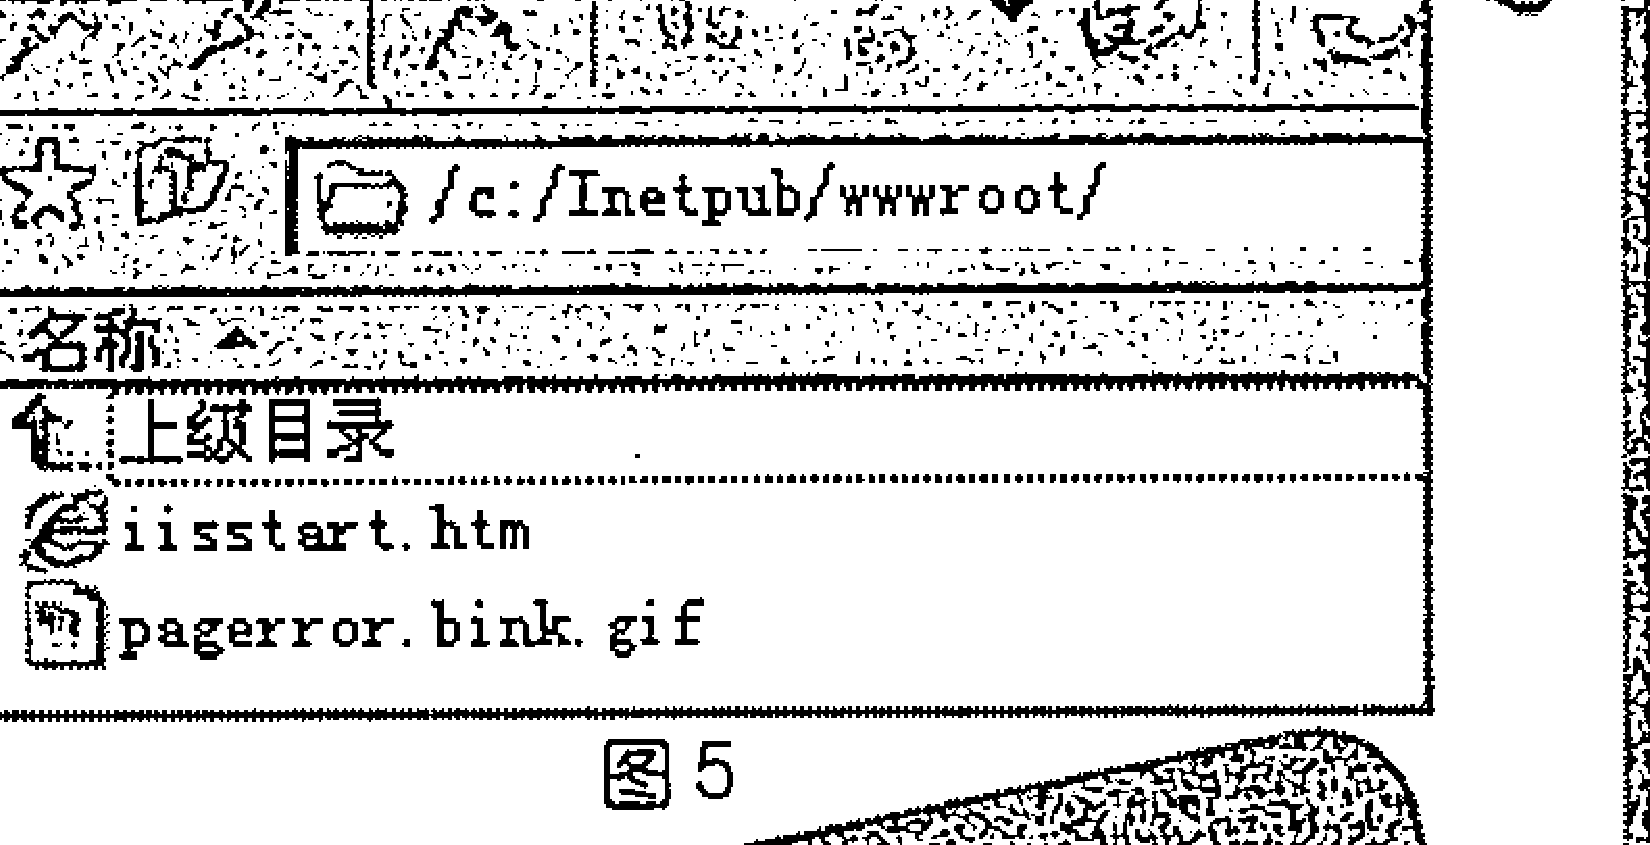 /c:/Inetpub/wwwroot/
名称
上级目录
iisstart.htm
pagerror.bink.gif
图 5